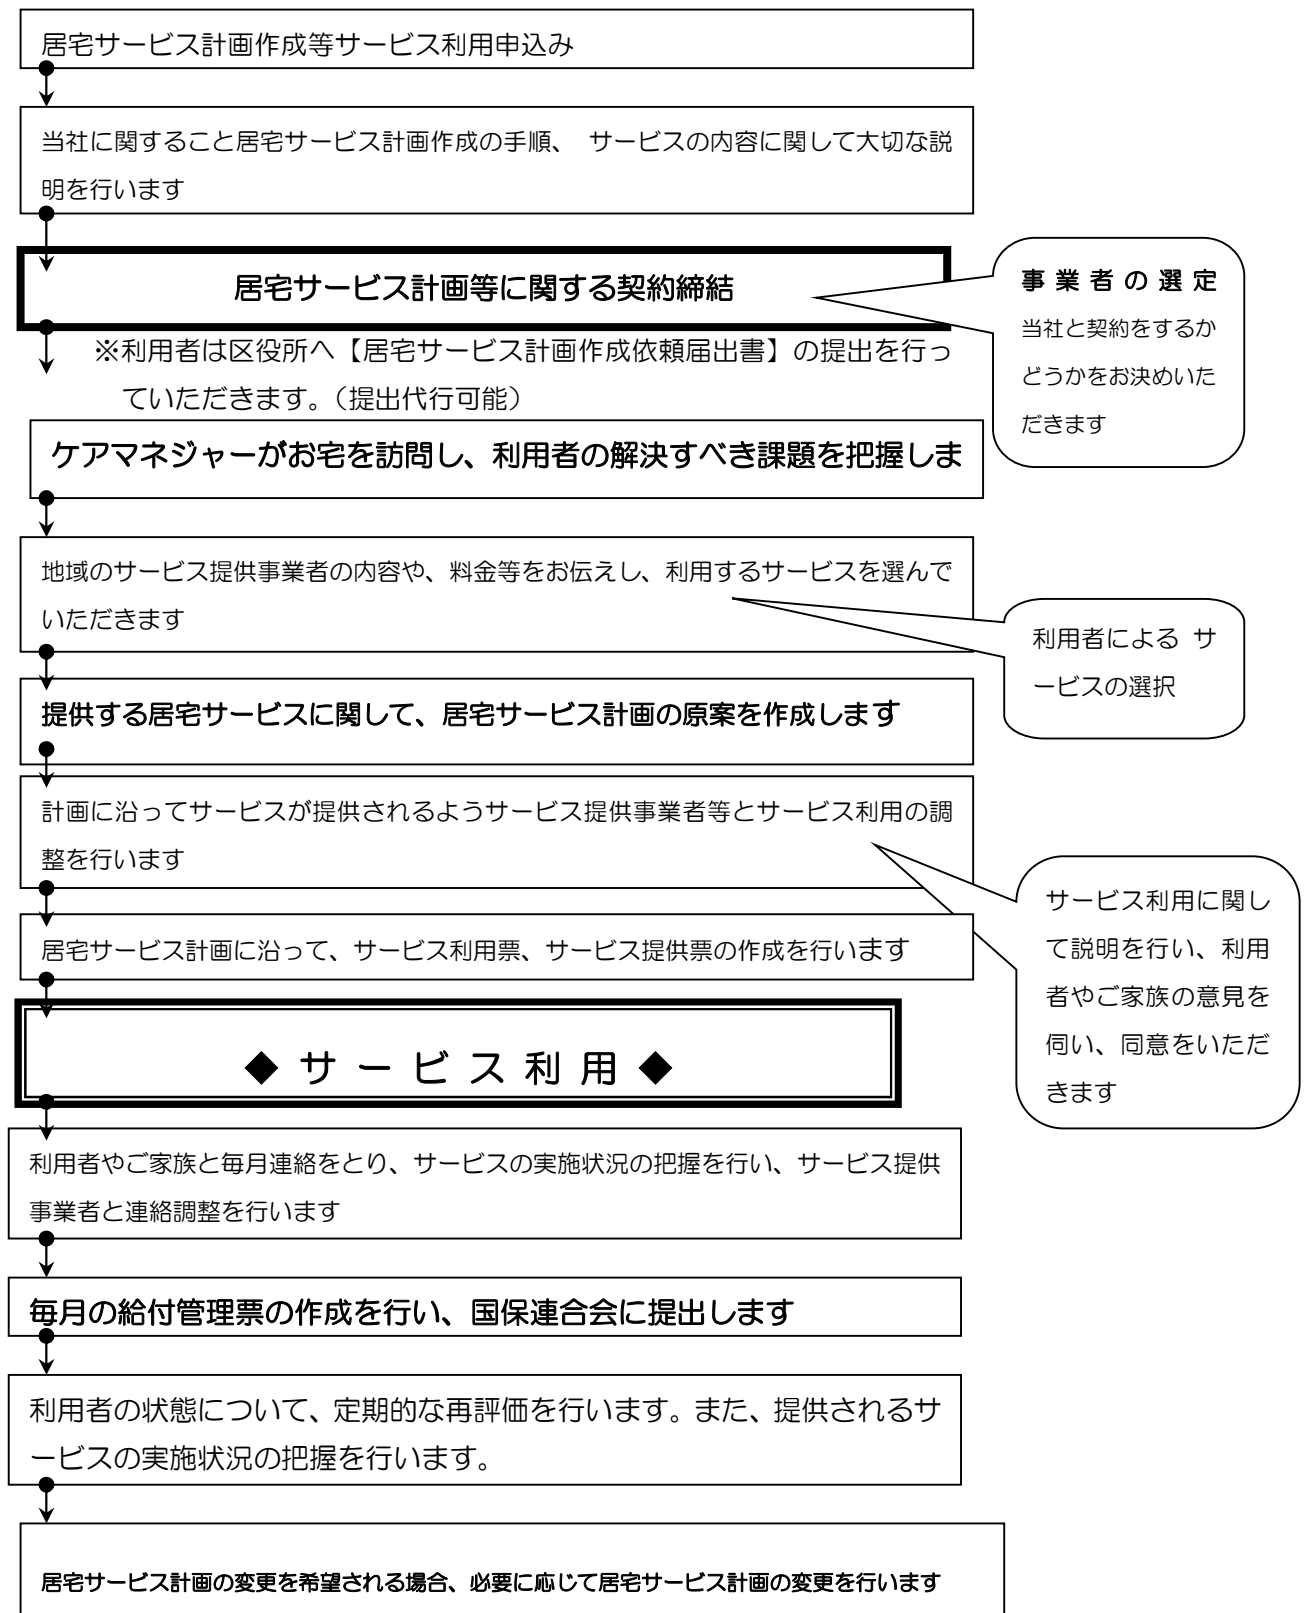 居宅サービス計画作成等サービス利用申込み
当社に関すること居宅サービス計画作成の手順、 サービスの内容に関して大切な説
明を行います
居宅サービス計画等に関する契約締結
事業者の選定
当社と契約をするか
どうかをお決めいた
だきます
※利用者は区役所へ【居宅サービス計画作成依頼届出書】の提出を行っ
ていただきます。（提出代行可能）
ケアマネジャーがお宅を訪問し、利用者の解決すべき課題を把握しま
地域のサービス提供事業者の内容や、料金等をお伝えし、利用するサービスを選んで
いただきます
利用者による サ
ービスの選択
提供する居宅サービスに関して、居宅サービス計画の原案を作成します
計画に沿ってサービスが提供されるようサービス提供事業者等とサービス利用の調
整を行います
サービス利用に関し
て説明を行い、利用
者やご家族の意見を
伺い、同意をいただ
きます
居宅サービス計画に沿って、サービス利用票、サービス提供票の作成を行います
◆サービス利用◆
利用者やご家族と毎月連絡をとり、サービスの実施状況の把握を行い、サービス提供
事業者と連絡調整を行います
毎月の給付管理票の作成を行い、国保連合会に提出します
利用者の状態について、定期的な再評価を行います。また、提供されるサ
ービスの実施状況の把握を行います。
居宅サービス計画の変更を希望される場合、必要に応じて居宅サービス計画の変更を行います